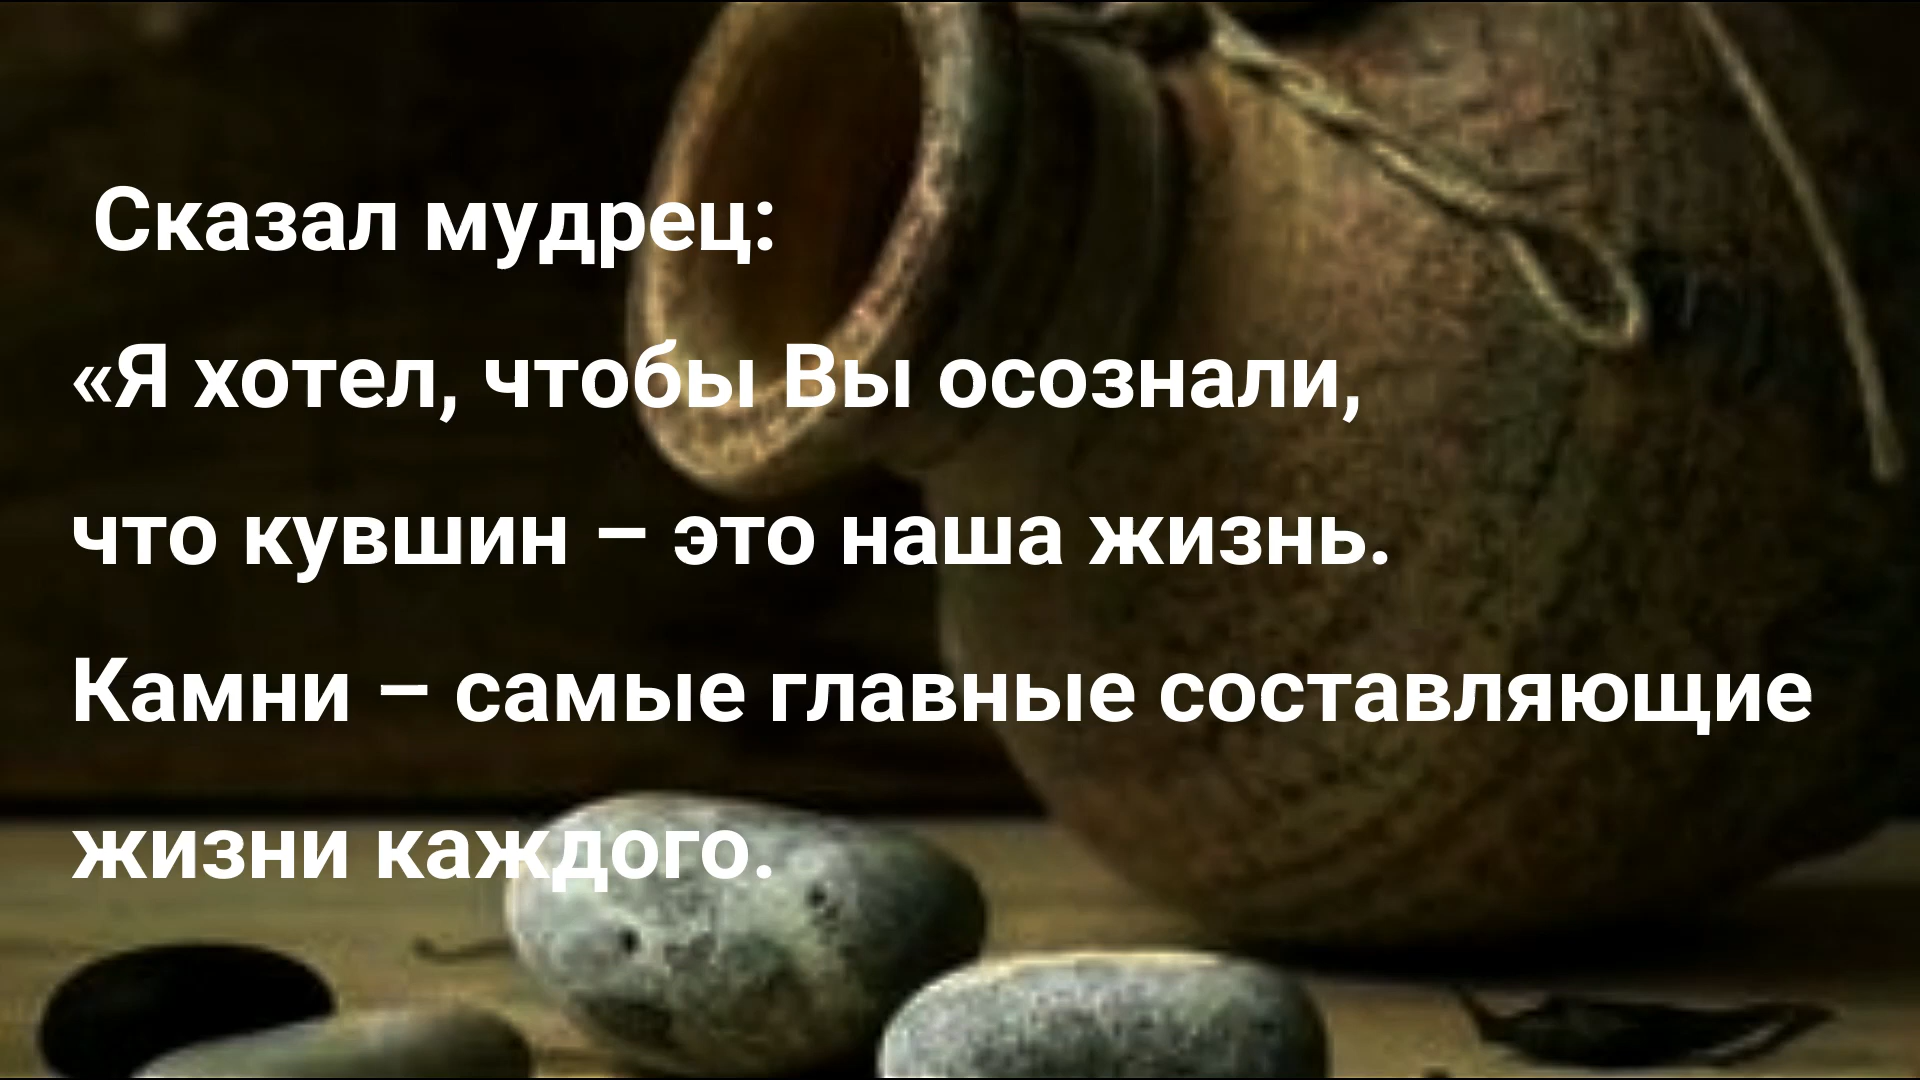 Сказал мудрец:
«Я хотел, чтобы Вы осознали,
что кувшин – это наша жизнь.
Камни – самые главные составляющие
жизни каждого.